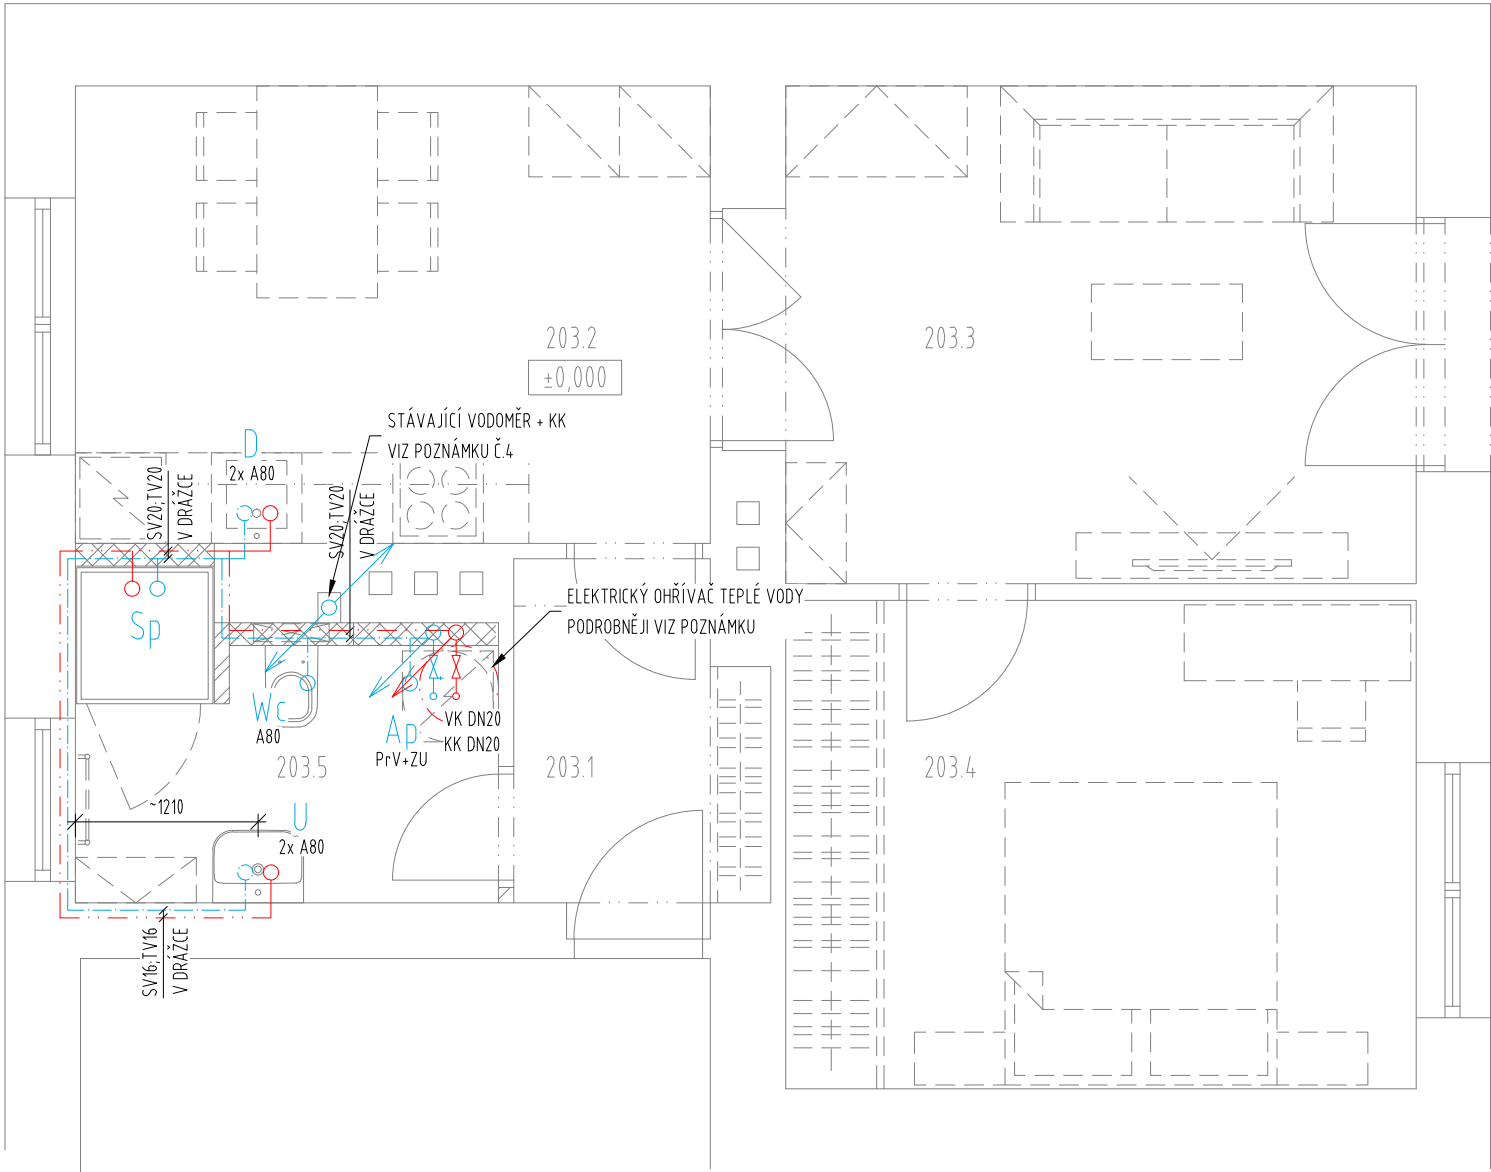 203.2
±0,000
203.3
STÁVAJÍCÍ VODOMĚR + KK
VIZ POZNÁMKU Č.4
D
2x A80
SV20;TV20
V DRÁŽCE
SV20;TV20
V DRÁŽCE
ELEKTRICKÝ OHŘÍVAČ TEPLÉ VODY
PODROBNĚJI VIZ POZNÁMKU
Sp
Wc
A80
Ap
PrV+ZU
VK DN20
KK DN20
203.5
203.1
203.4
~1210
U
2x A80
SV16;TV16
V DRÁŽCE